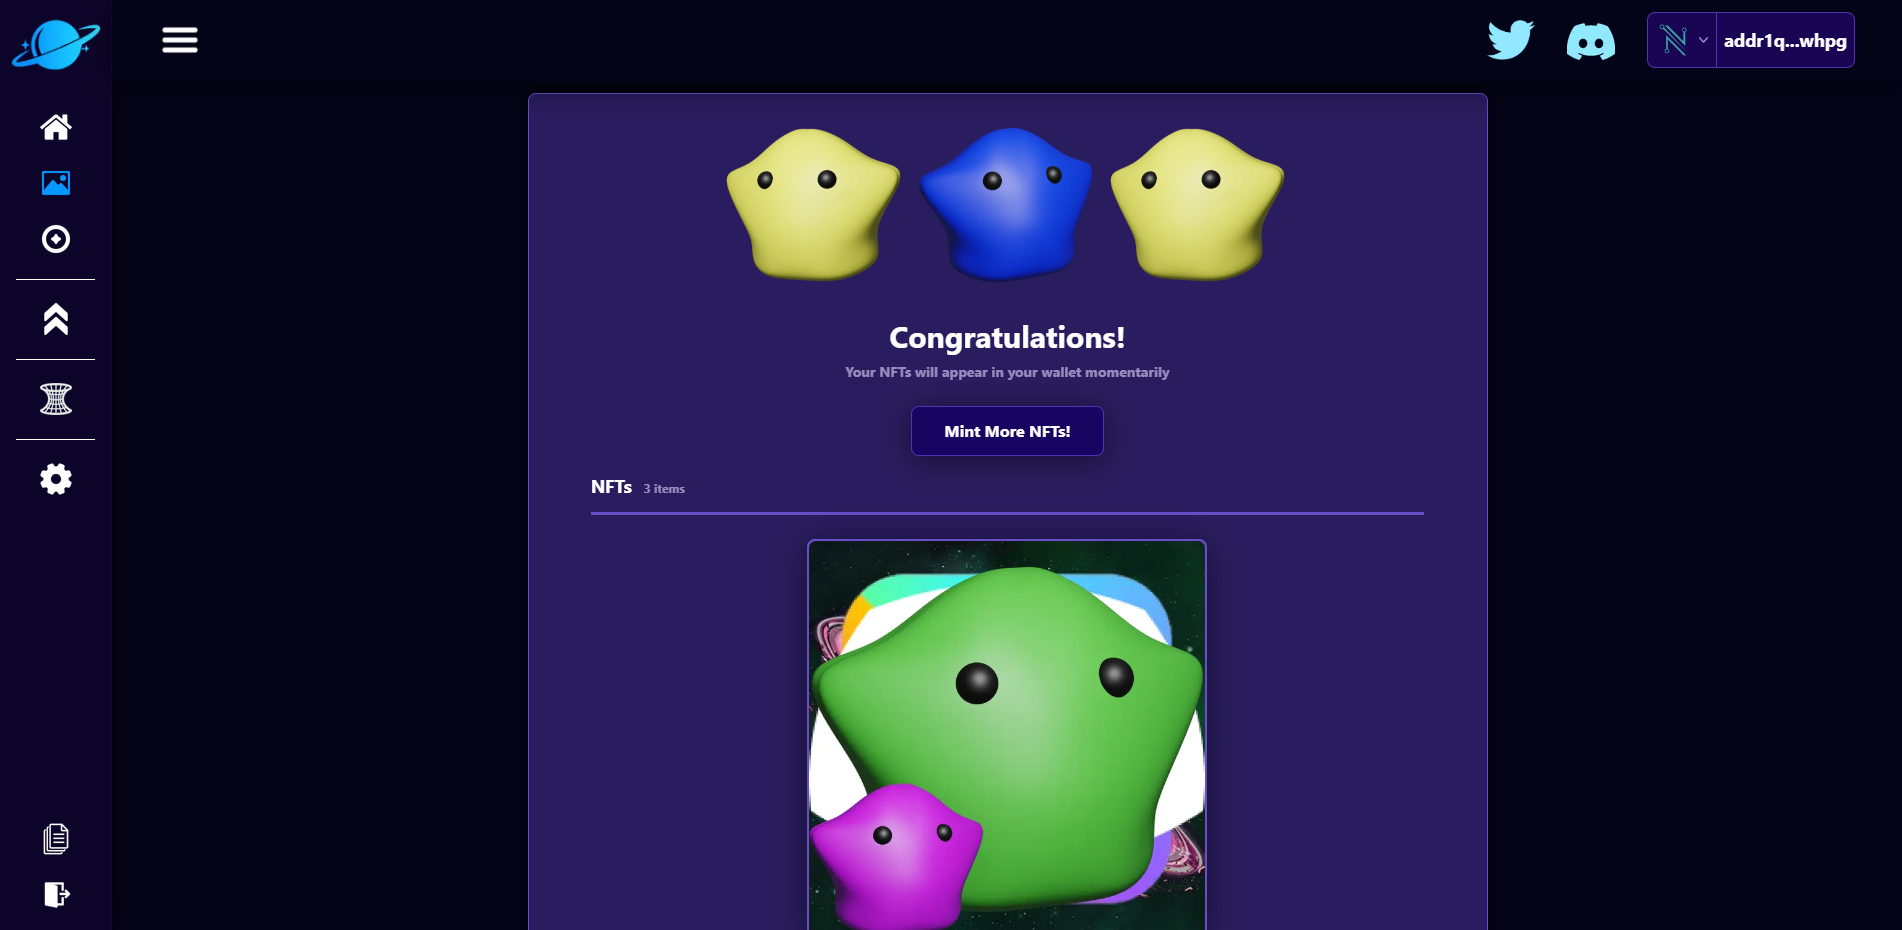 addr1q...whpg
Congratulations!
Your NFTs will appear in your wallet momentarily
Mint More NFTs!
NFTs 3 items